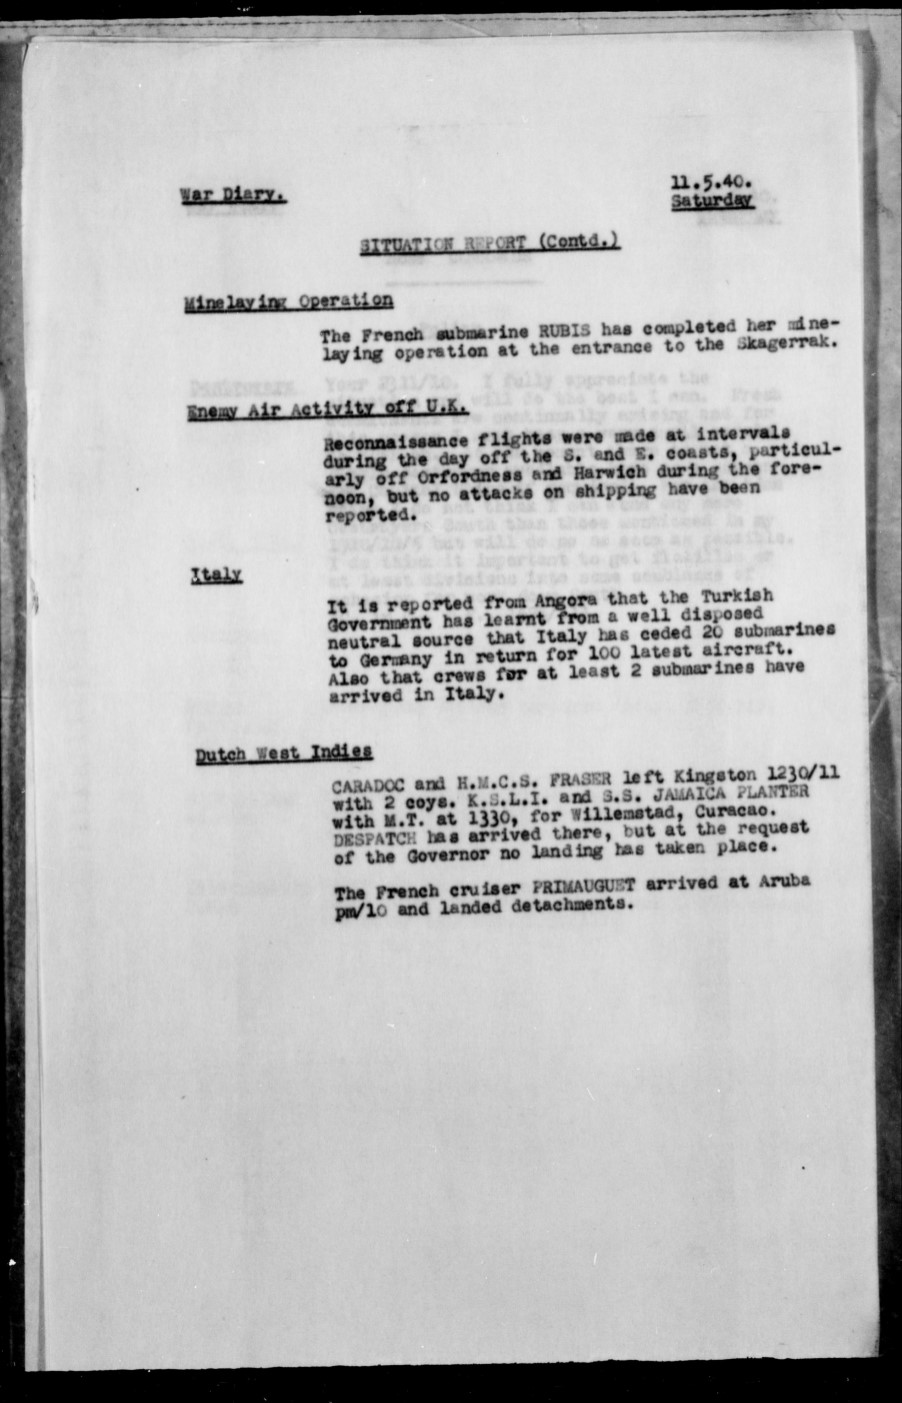 War Diary.
11.5.40.
Saturday
SITUATION REPORT (Contd.)
Minelaying Operation
The French submarine RUBIS has completed her mine-
laying operation at the entrance to the Skagerrak.
Enemy Air Activity off U.K.
Reconnaissance flights were made at intervals
during the day off the S. and E. coasts, particul-
arly off Orfordness and Harwich during the fore-
noon, but no attacks on shipping have been
reported.
Italy
It is reported from Angora that the Turkish
Government has learnt from a well disposed
neutral source that Italy has ceded 20 submarines
to Germany in return for 100 latest aircraft.
Also that crews for at least 2 submarines have
arrived in Italy.
Dutch West Indies
CARADOC and H.M.C.S. FRASER left Kingston 1230/11
with 2 coys. K.S.L.I. and S.S. JAMAICA PLANTER
with M.T. at 1330, for Willemstad, Curacao.
DESPATCH has arrived there, but at the request
of the Governor no landing has taken place.
The French cruiser PRIMAUGUET arrived at Aruba
pm/10 and landed detachments.